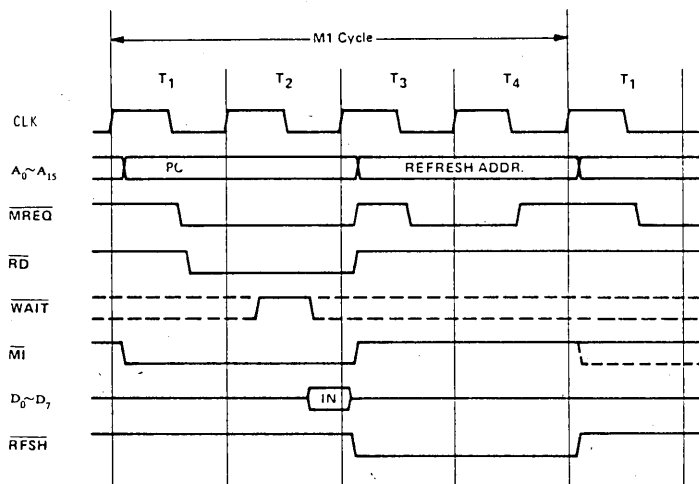 M1 Cycle
T₁ T₂ T₃ T₄ T₁
CLK
A₀~A₁₅ PC REFRESH ADDR.
MREQ
RD
WAIT
MI
D₀~D₇ IN
RFSH